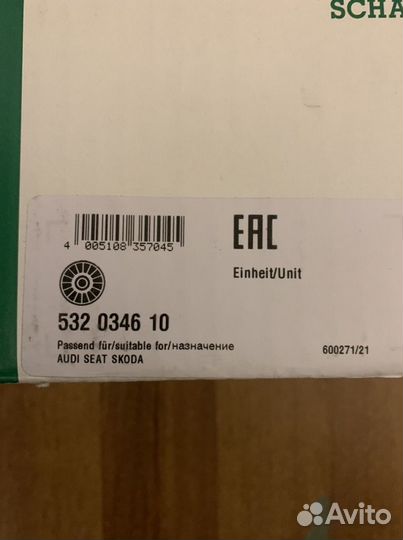 SCHA
EAC
4 005108 357045
Einheit/Unit
532 0346 10
Passend für/suitable for/назначение
AUDI SEAT SKODA
600271/21
Avito